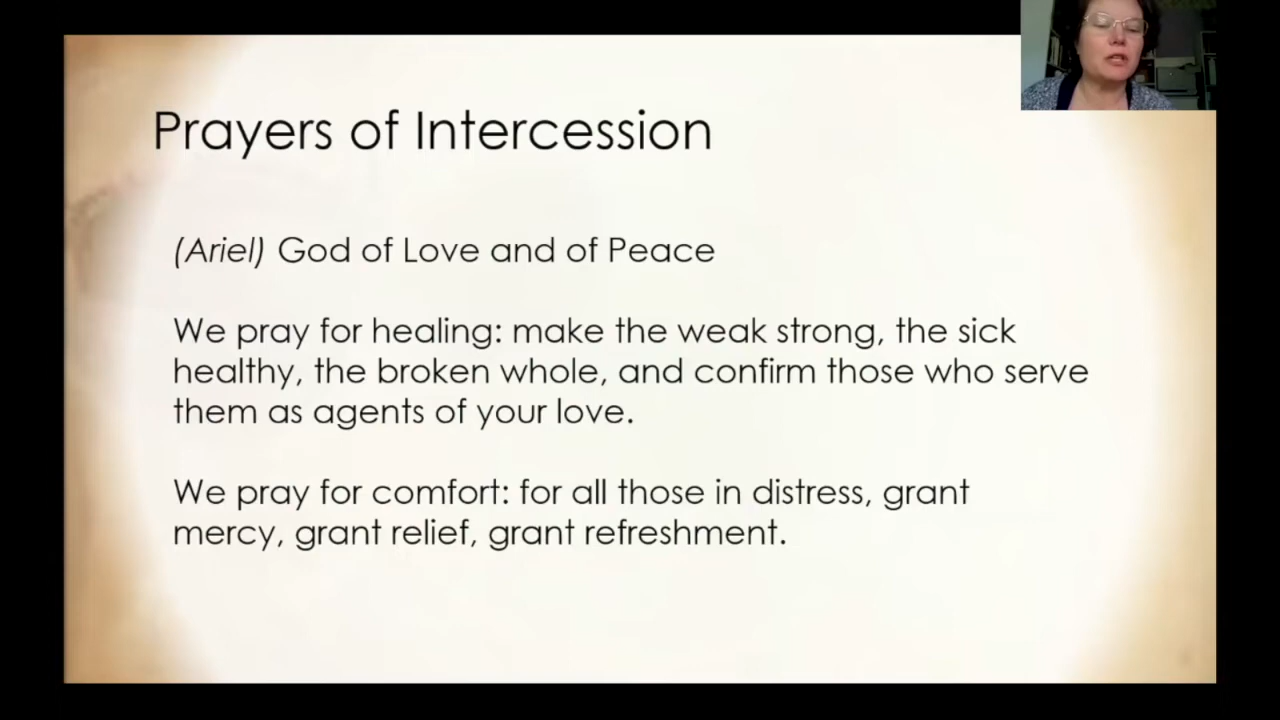 Prayers of Intercession
(Ariel) God of Love and of Peace
We pray for healing: make the weak strong, the sick
healthy, the broken whole, and confirm those who serve
them as agents of your love.
We pray for comfort: for all those in distress, grant
mercy, grant relief, grant refreshment.